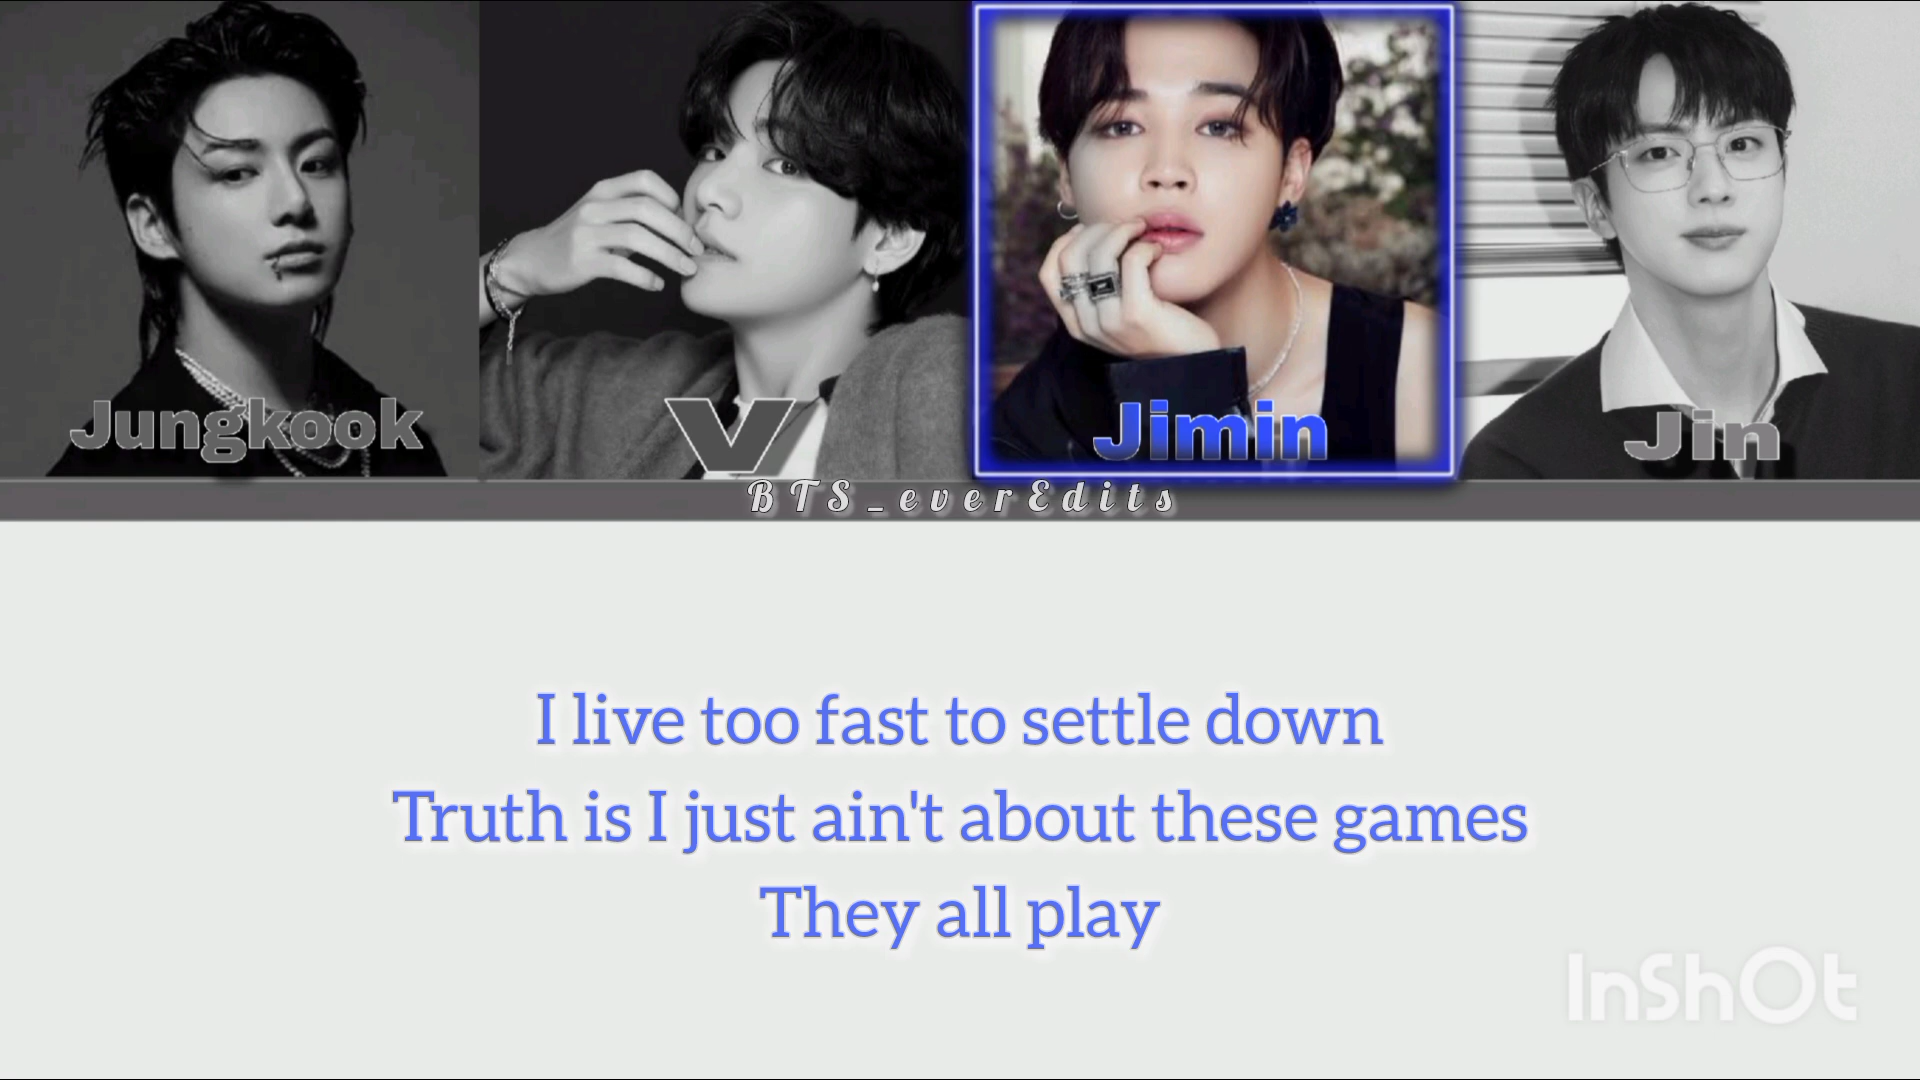 Jungkook
V
Jimin
Jin
BTS_everEdits
I live too fast to settle down
Truth is I just ain't about these games
They all play
InShOt